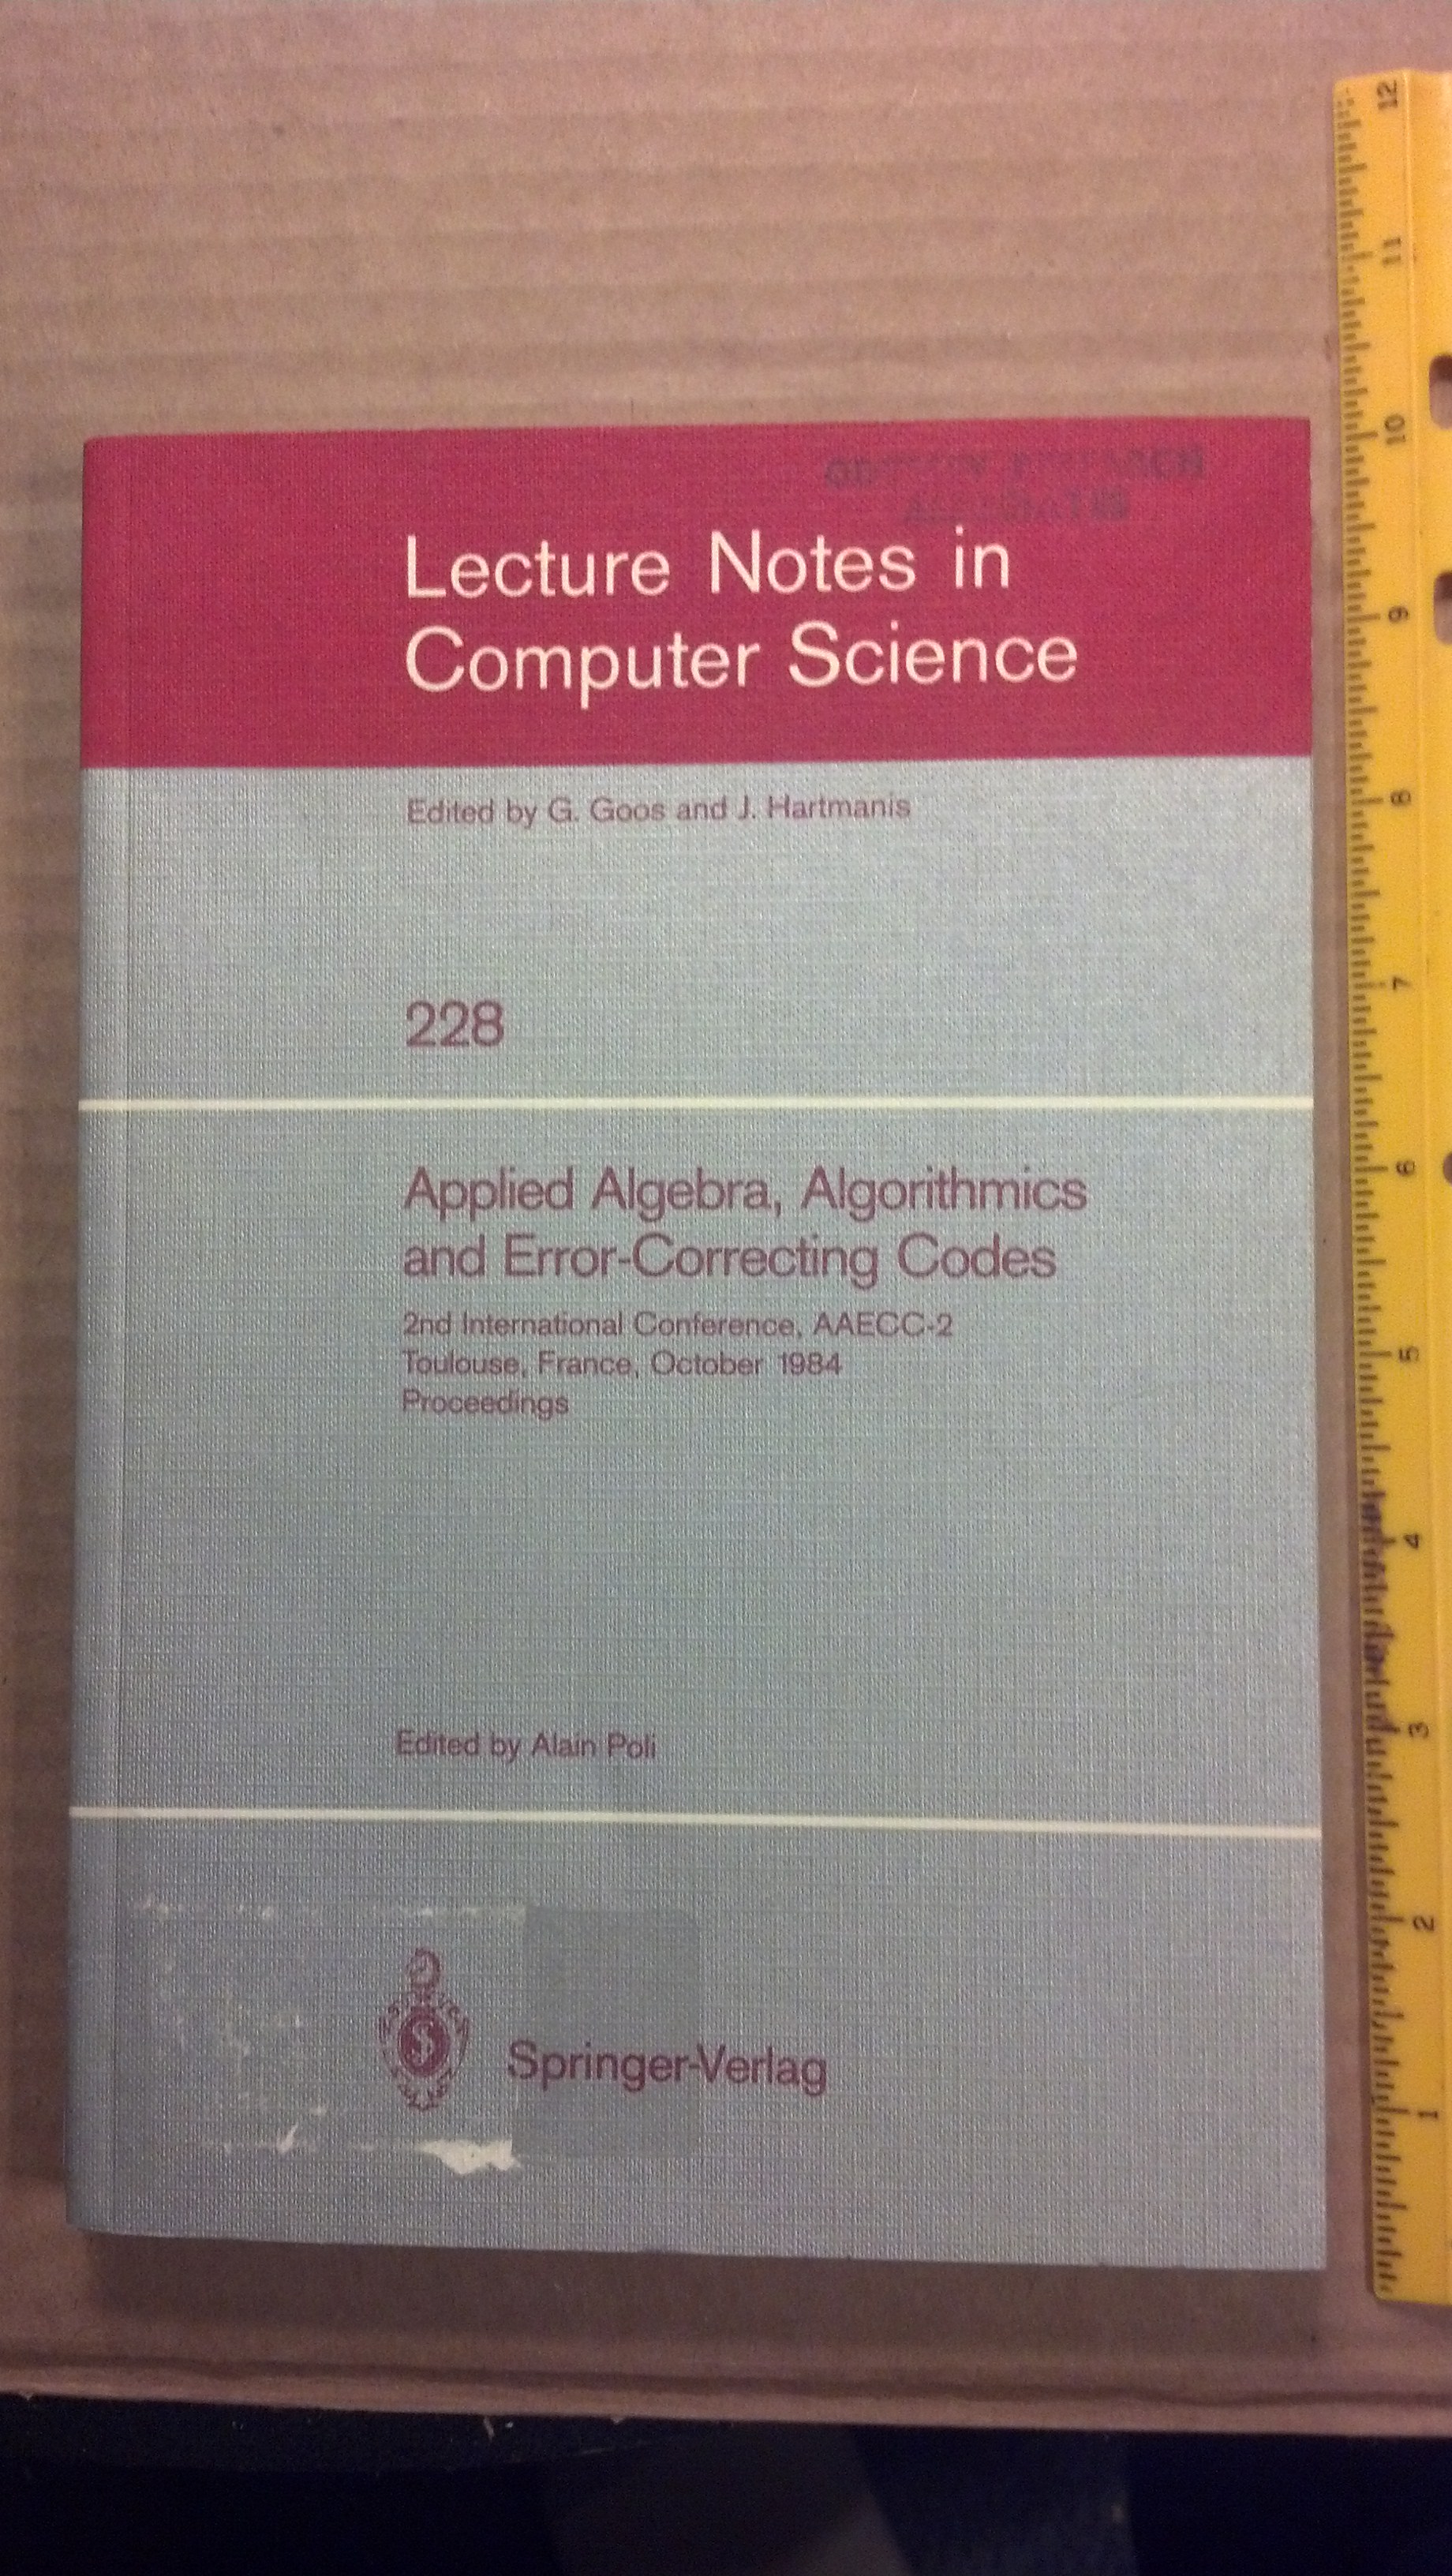 Lecture Notes in
Computer Science
Edited by G. Goos and J. Hartmanis
228
Applied Algebra, Algorithmics
and Error-Correcting Codes
2nd International Conference, AAECC-2
Toulouse, France, October 1984
Proceedings
Edited by Alain Poli
Springer-Verlag
12
11
10
9
8
7
6
5
4
3
2
1